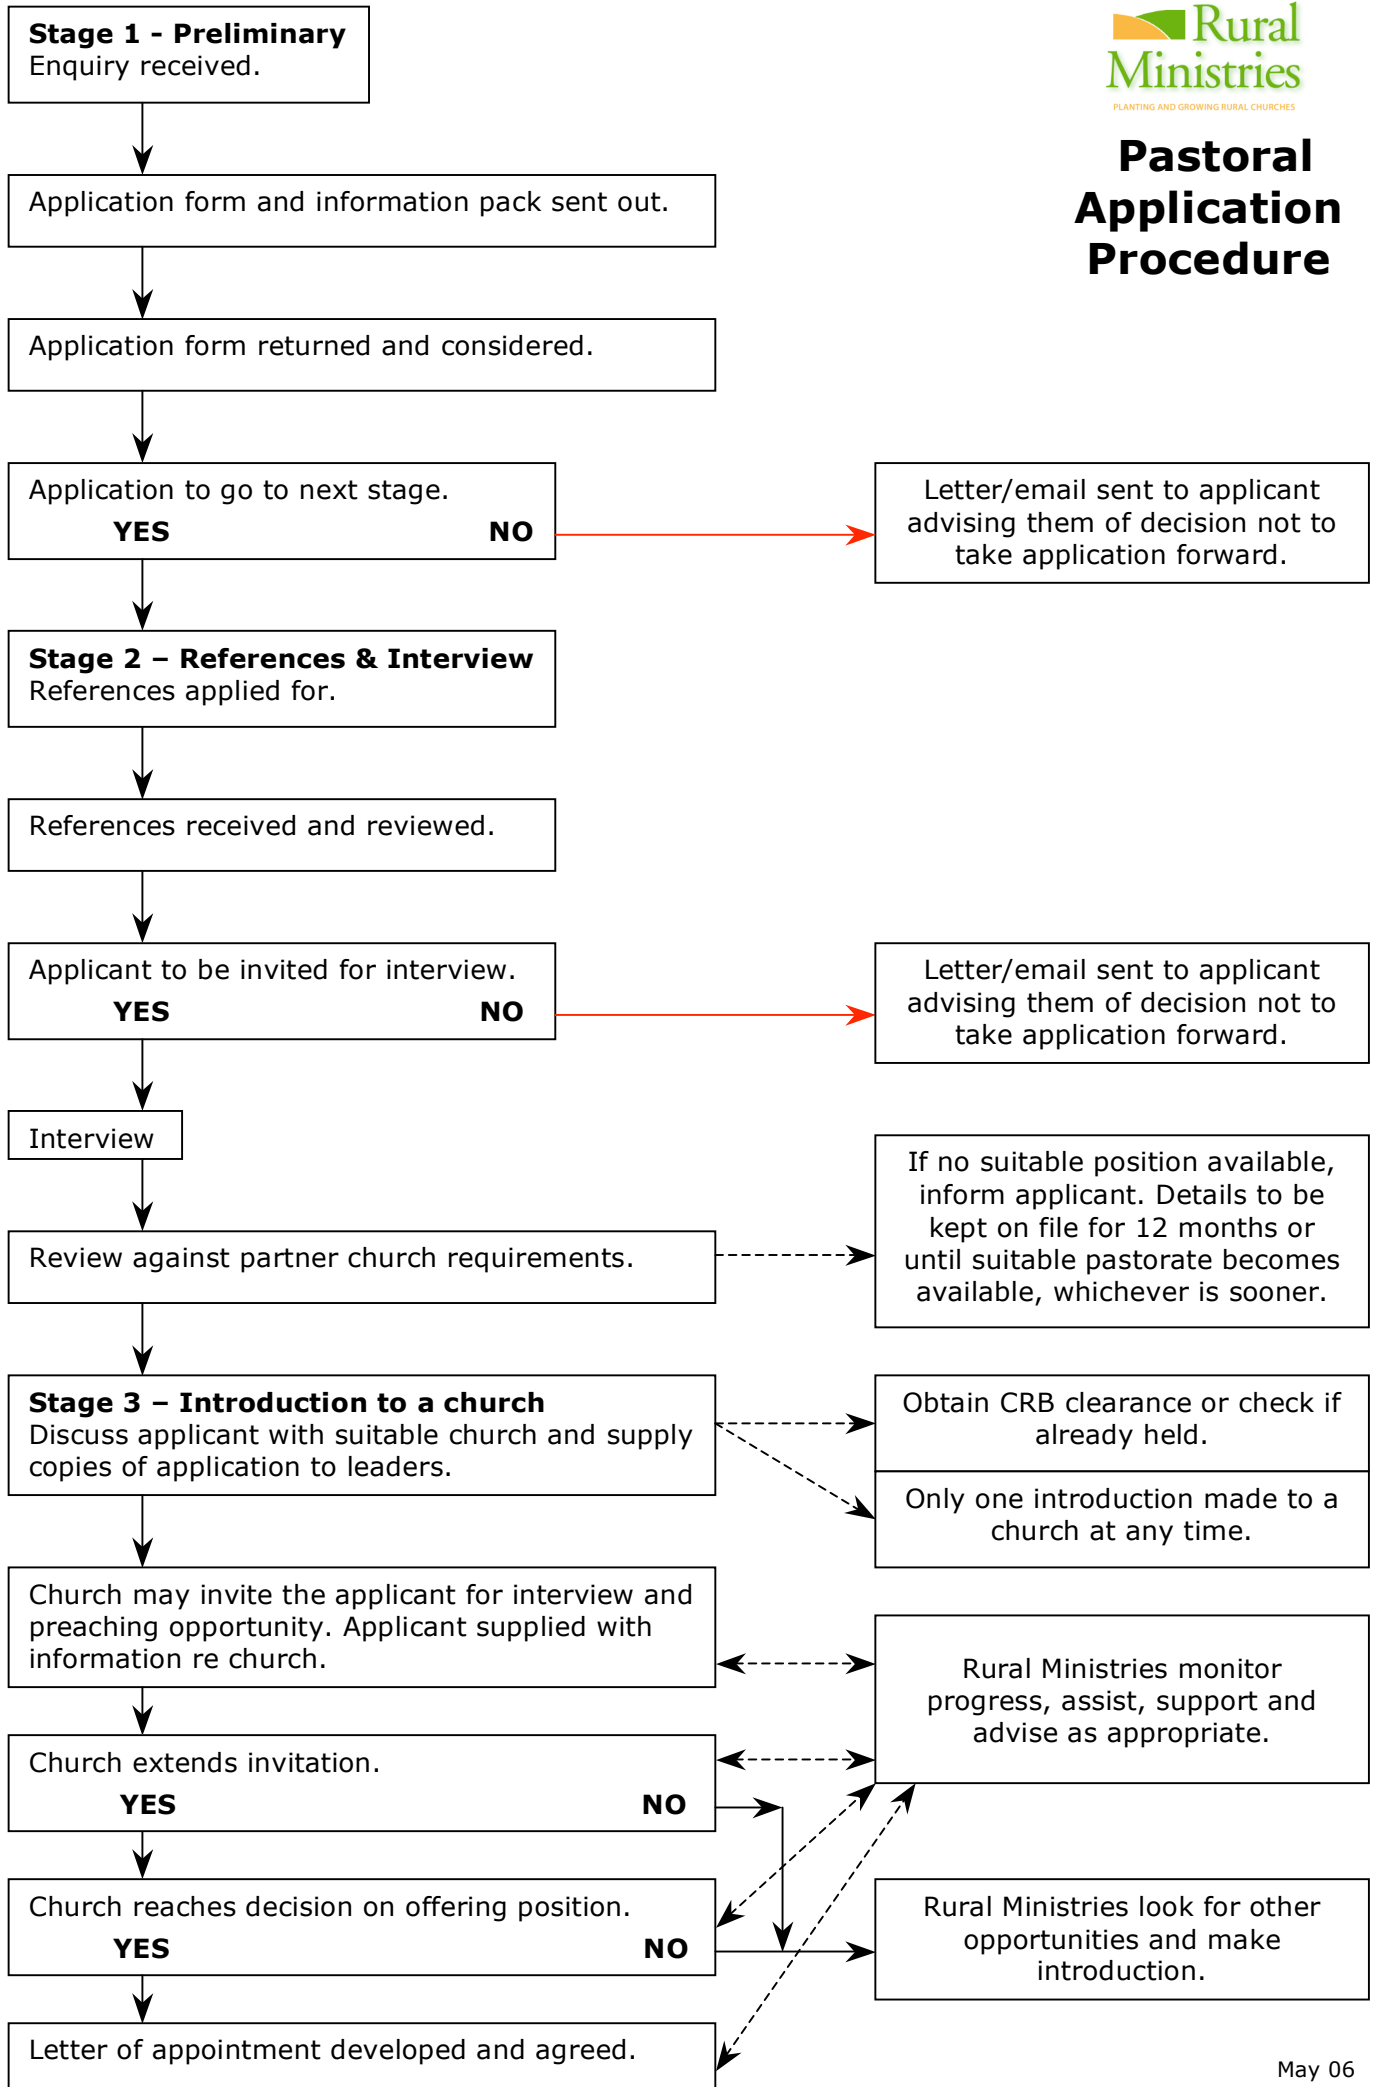 Stage 1 - Preliminary
Enquiry received.
Rural
Ministries
PLANTING AND GROWING RURAL CHURCHES
Pastoral
Application
Procedure
Application form and information pack sent out.
Application form returned and considered.
Application to go to next stage.
YES NO
Letter/email sent to applicant
advising them of decision not to
take application forward.
Stage 2 – References & Interview
References applied for.
References received and reviewed.
Applicant to be invited for interview.
YES NO
Letter/email sent to applicant
advising them of decision not to
take application forward.
Interview
Review against partner church requirements.
If no suitable position available,
inform applicant. Details to be
kept on file for 12 months or
until suitable pastorate becomes
available, whichever is sooner.
Stage 3 – Introduction to a church
Discuss applicant with suitable church and supply
copies of application to leaders.
Obtain CRB clearance or check if
already held.
Only one introduction made to a
church at any time.
Church may invite the applicant for interview and
preaching opportunity. Applicant supplied with
information re church.
Rural Ministries monitor
progress, assist, support and
advise as appropriate.
Church extends invitation.
YES NO
Church reaches decision on offering position.
YES NO
Rural Ministries look for other
opportunities and make
introduction.
Letter of appointment developed and agreed.
May 06